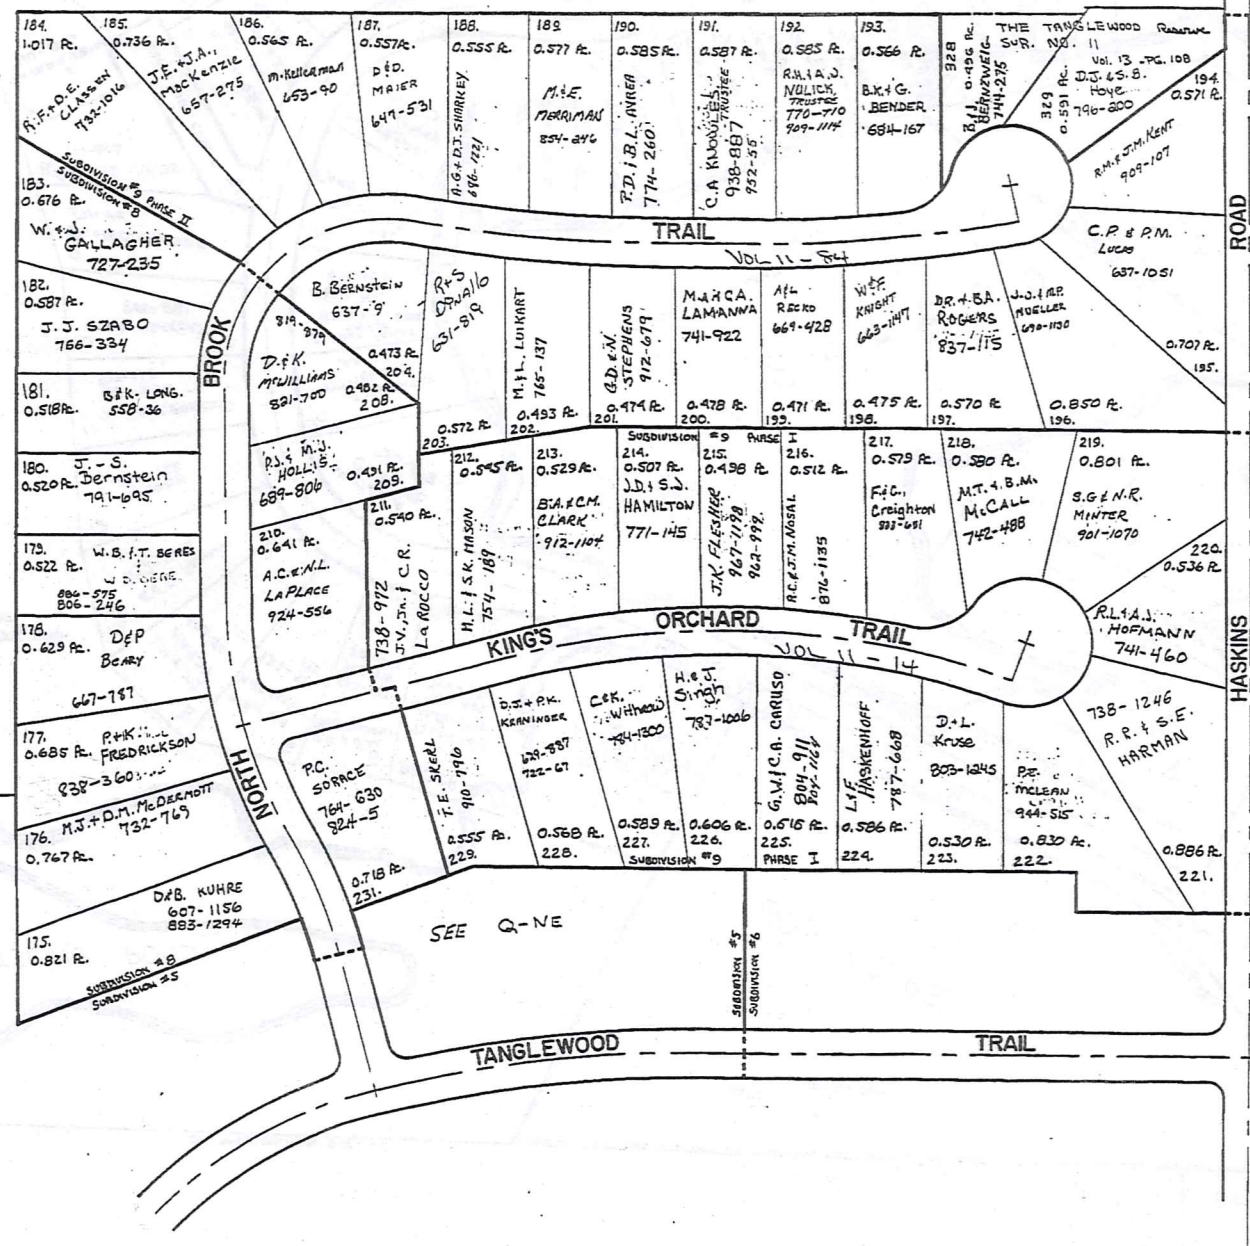 184.
1.017 Ac.
R.F. & D.E.
CLASSEN
732-1016
185.
0.736 Ac.
J.F. & J.A.
MacKenzie
657-275
186.
0.565 Ac.
M. Kellerman
653-90
187.
0.557 Ac.
D & D.
MAIER
647-531
188.
0.555 Ac.
A.G. & D.J. SHARKEY
686-1221
189.
0.577 Ac.
M. & E.
MERRIMAN
854-246
190.
0.585 Ac.
P.D. & B.L. ANREA
774-260
191.
0.587 Ac.
C.A KNOWLES
TRUSTEE
938-887
952-55
192.
0.585 Ac.
R.H. & A.J.
NOLICK
TRUSTEE
770-710
909-1114
193.
0.566 Ac.
B.K. & G.
BENDER
684-167
328
0.496 Ac.
BERNZWEIG
744-275
THE TANGLEWOOD Reserve
SUR. NO. 11
Vol. 13 - PG. 108
329
0.591 Ac.
D.J. & S.B.
Hoye
796-200
194.
0.571 Ac.
R.M. & J.M. KENT
909-107
SUBDIVISION #9 PHASE II
SUBDIVISION #8
183.
0.676 Ac.
W. & J.
GALLAGHER
727-235
TRAIL
VOL 11 - 84
C.P. & P.M.
LUCAS
637-1051
0.707 Ac.
195.
ROAD
182.
0.587 Ac.
J. J. SZABO
766-334
BROOK
B. BERNSTEIN
637-9
819-879
0.473 Ac.
204.
D. & K.
McWILLIAMS
821-700
0.482 Ac.
208.
R & S
DiNALLO
631-819
0.572 Ac.
203.
M. & L. LUIKART
765-137
0.493 Ac.
202.
G.D. & N.
STEPHENS
912-679
0.474 Ac.
201.
M.A & C.A.
LAMANNA
741-922
0.478 Ac.
200.
A & L
RECKO
669-428
0.471 Ac.
199.
W & F.
KNIGHT
663-1147
0.475 Ac.
198.
DR. & B.A.
ROGERS
837-115
0.570 Ac
197.
J.J. & M.P.
MUELLER
690-1130
0.850 Ac.
196.
181.
0.518 Ac.
B & K. LONG.
558-36
180.
0.520 Ac.
J. - S.
Bernstein
791-695
P.J. & M.J.
HOLLIS
689-806
0.491 Ac.
209.
SUBDIVISION #9 PHASE I
179.
0.522 Ac.
W.B. & T. BERES
886-575
806-246
210.
0.641 Ac.
A.C. & N.L.
LAPLACE
924-556
211.
0.540 Ac.
738-972
J.V., Jr. & C.R.
LaROCCO
212.
0.545 Ac.
H.L. & S.K. MASON
754-189
213.
0.529 Ac.
B.A. & C.M.
CLARK
912-1104
214.
0.507 Ac.
J.D. & S.J.
HAMILTON
771-145
215.
0.498 Ac.
J.K. FLESHER
967-1198
962-999
216.
0.512 Ac.
R.C. & J.M. NOSAL
876-1135
217.
0.579 Ac.
F & C,
Creighton
833-651
218.
0.580 Ac.
M.T. & B.M.
McCALL
742-488
219.
0.801 Ac.
S.G & N.R.
MINTER
901-1070
220.
0.536 Ac
R.L. & A.J.
HOFMANN
741-460
HASKINS
178.
0.629 Ac.
D & P
BEARY
667-787
KING'S ORCHARD TRAIL
VOL 11 - 14
177.
0.685 Ac.
P. & K.
FREDRICKSON
838-360
NORTH
P.C.
SORACE
764-630
824-5
0.718 Ac.
231.
F.E. SKERL
910-796
0.555 Ac.
229.
D.J. & P.K.
KERNINGER
629-837
722-67
0.568 Ac.
228.
C & K.
Withrow
784-1300
0.589 Ac.
227.
H. & J.
Singh
787-1006
0.606 Ac.
226.
G.W. & C.A. CARUSO
804-911
0.615 Ac.
225.
L & F
HASKENHOFF
787-668
0.586 Ac.
224.
D. & L.
Kruse
803-1245
0.530 Ac.
223.
P.E.
McLEAN
944-515
0.830 Ac.
222.
738-1246
R.R. & S.E.
HARMAN
0.886 Ac.
221.
SUBDIVISION #9 PHASE I
176.
0.767 Ac.
M.J. & D.M. McDERMOTT
732-769
D & B. KUHRE
607-1156
883-1294
175.
0.821 Ac.
SUBDIVISION #8
SUBDIVISION #5
SEE Q-NE
SUBDIVISION #5
SUBDIVISION #6
TANGLEWOOD TRAIL